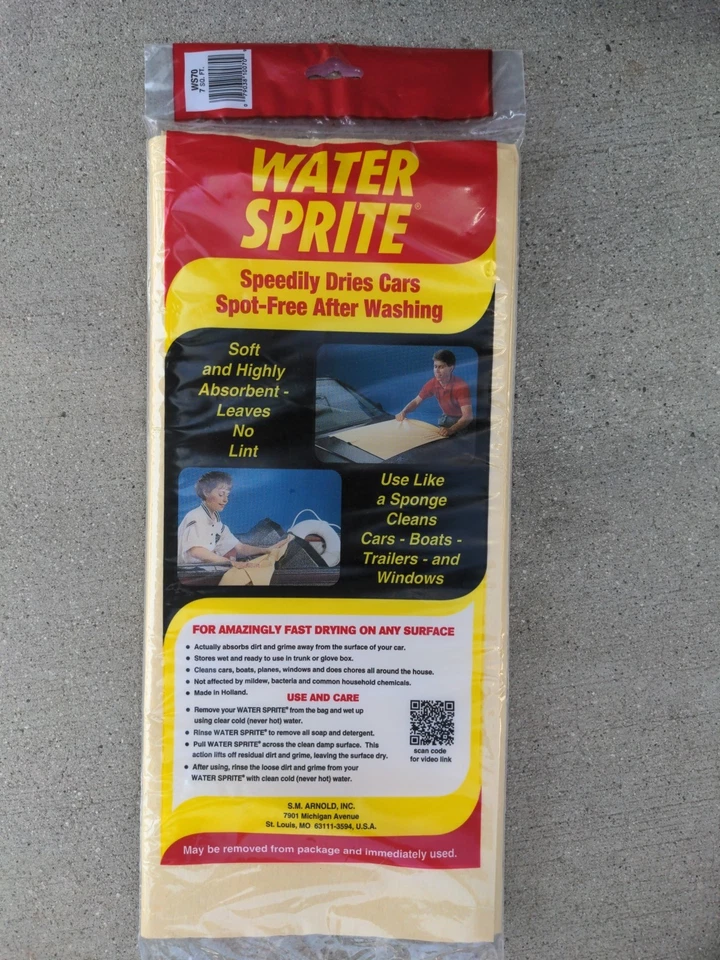 WS70
7 SQ. FT.
WATER
SPRITE®
Speedily Dries Cars
Spot-Free After Washing
Soft
and Highly
Absorbent -
Leaves
No
Lint
Use Like
a Sponge
Cleans
Cars - Boats -
Trailers - and
Windows
FOR AMAZINGLY FAST DRYING ON ANY SURFACE
• Actually absorbs dirt and grime away from the surface of your car.
• Stores wet and ready to use in trunk or glove box.
• Cleans cars, boats, planes, windows and does chores all around the house.
• Not affected by mildew, bacteria and common household chemicals.
• Made in Holland.
USE AND CARE
• Remove your WATER SPRITE® from the bag and wet up
using clear cold (never hot) water.
• Rinse WATER SPRITE® to remove all soap and detergent.
• Pull WATER SPRITE® across the clean damp surface. This
action lifts off residual dirt and grime, leaving the surface dry.
• After using, rinse the loose dirt and grime from your
WATER SPRITE® with clean cold (never hot) water.
scan code
for video link
S.M. ARNOLD, INC.
7901 Michigan Avenue
St. Louis, MO 63111-3594, U.S.A.
May be removed from package and immediately used.